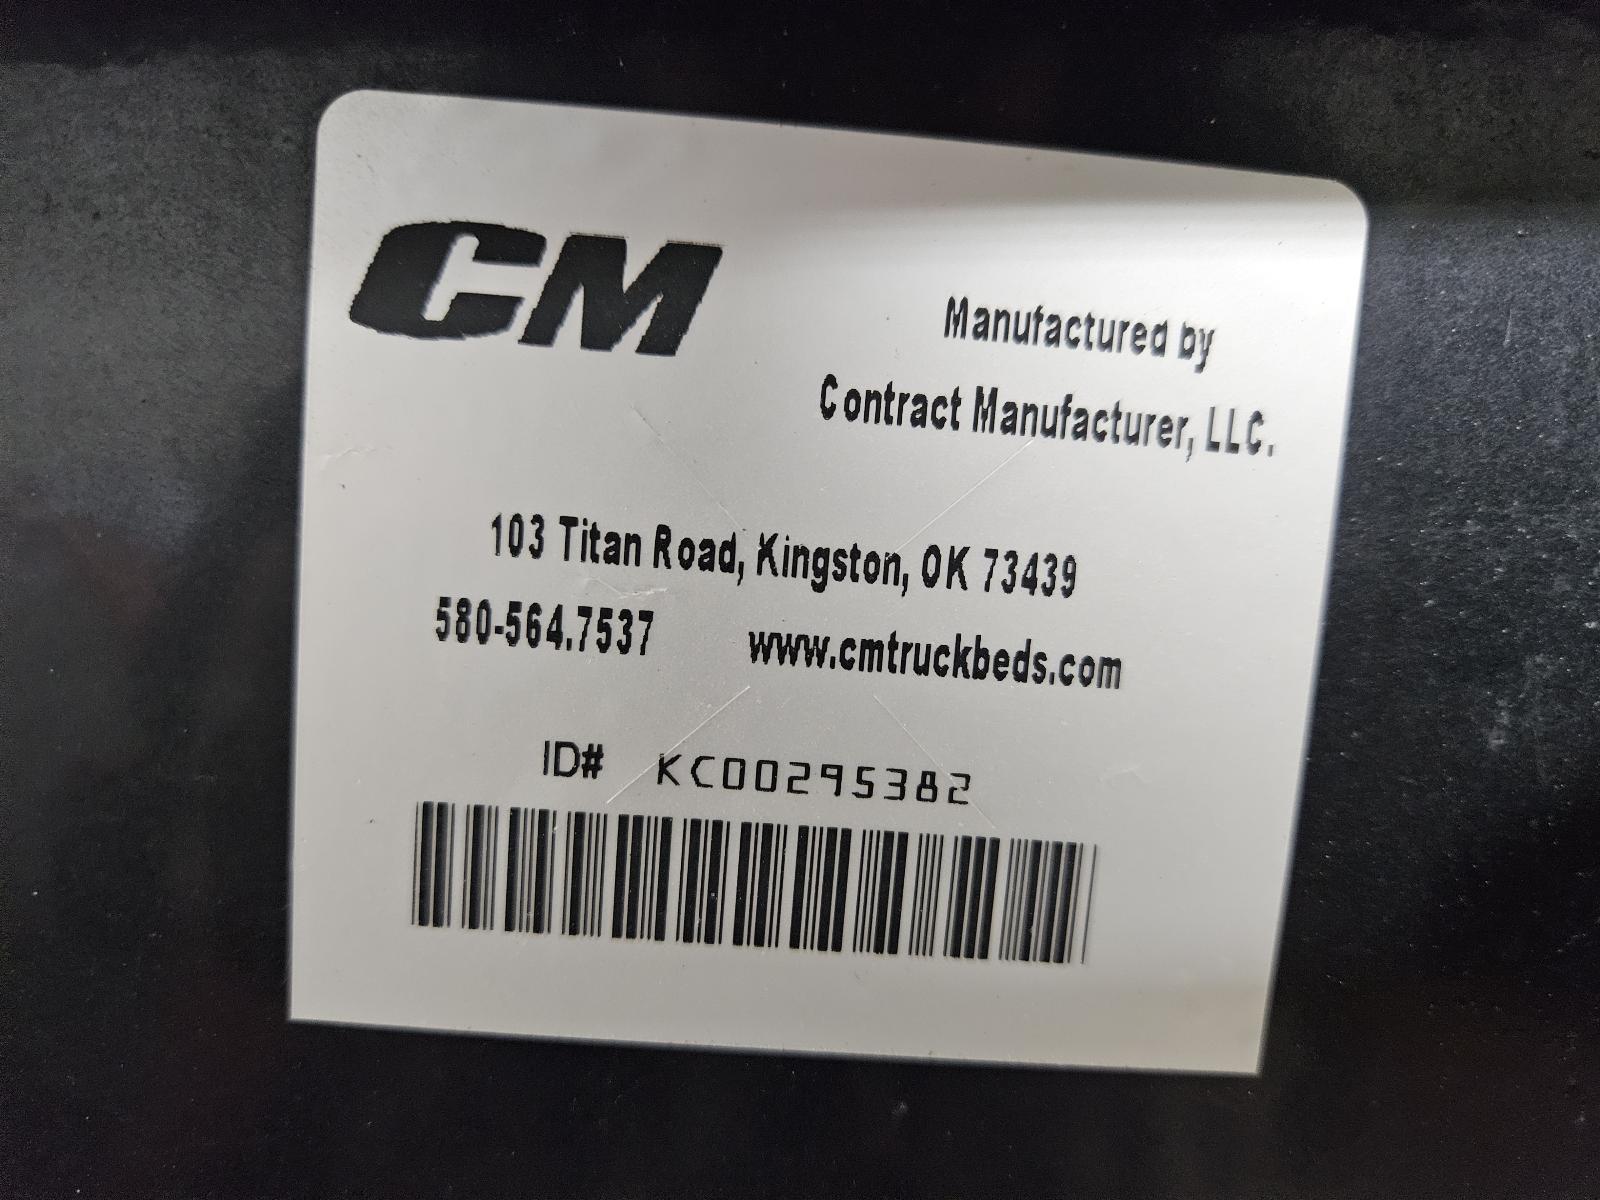 CM
Manufactured by
Contract Manufacturer, LLC.
103 Titan Road, Kingston, OK 73439
580-564.7537 www.cmtruckbeds.com
ID# KC00295382